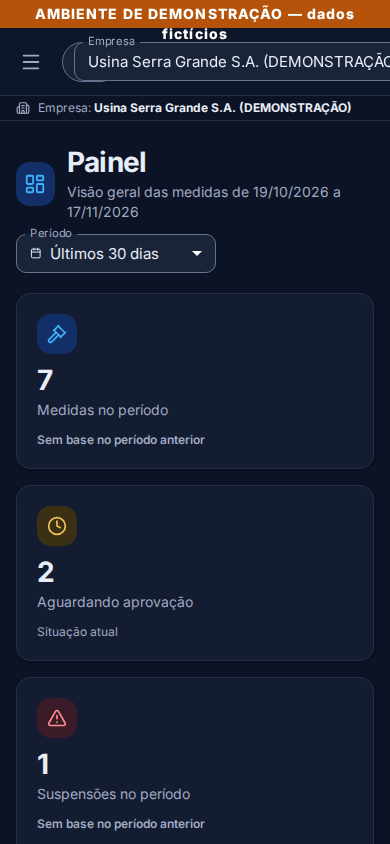 AMBIENTE DE DEMONSTRAÇÃO — dados
fictícios
Empresa
Usina Serra Grande S.A. (DEMONSTRAÇÃO
Empresa: Usina Serra Grande S.A. (DEMONSTRAÇÃO)
Painel
Visão geral das medidas de 19/10/2026 a
17/11/2026
Período
Últimos 30 dias
7
Medidas no período
Sem base no período anterior
2
Aguardando aprovação
Situação atual
1
Suspensões no período
Sem base no período anterior